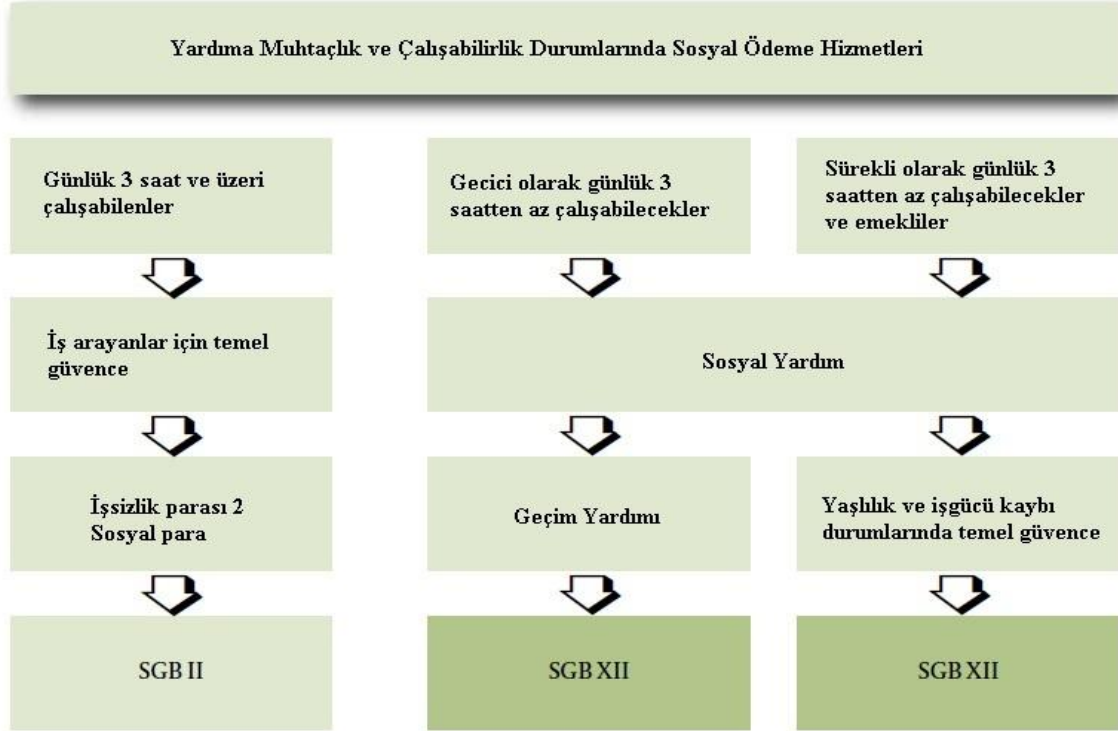 Yardıma Muhtaçlık ve Çalışabilirlik Durumlarında Sosyal Ödeme Hizmetleri
Günlük 3 saat ve üzeri
çalışabilenler
Gecici olarak günlük 3
saatten az çalışabilecekler
Sürekli olarak günlük 3
saatten az çalışabilecekler
ve emekliler
İş arayanlar için temel
güvence
Sosyal Yardım
İşsizlik parası 2
Sosyal para
Geçim Yardımı
Yaşlılık ve işgücü kaybı
durumlarında temel güvence
SGB II
SGB XII
SGB XII